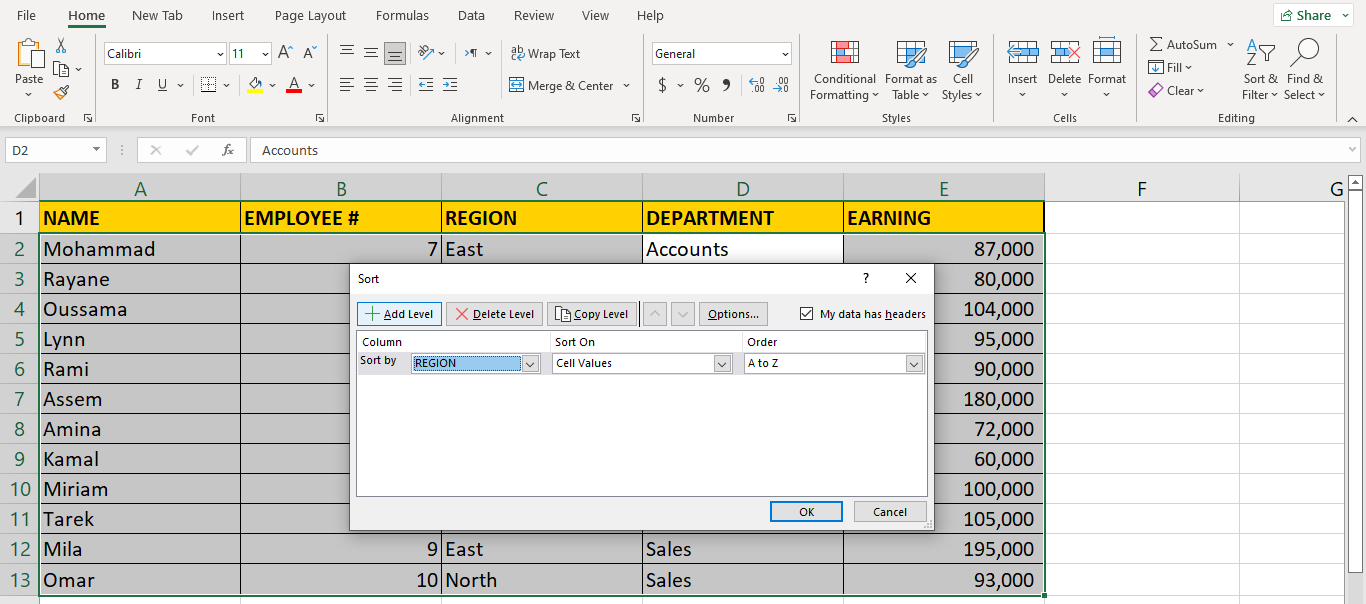 File Home New Tab Insert Page Layout Formulas Data Review View Help Share
Calibri 11 Wrap Text General AutoSum
Paste Conditional Formatting Format as Table Cell Styles Insert Delete Format Fill Sort & Filter Find & Select
B I U Merge & Center $ % Clear
Clipboard Font Alignment Number Styles Cells Editing
D2 fx Accounts
A B C D E F G
1 NAME EMPLOYEE # REGION DEPARTMENT EARNING
2 Mohammad 7 East Accounts 87,000
3 Rayane 80,000
4 Oussama 104,000
5 Lynn 95,000
6 Rami 90,000
7 Assem 180,000
8 Amina 72,000
9 Kamal 60,000
10 Miriam 100,000
11 Tarek 105,000
12 Mila 9 East Sales 195,000
13 Omar 10 North Sales 93,000
Sort ?
Add Level Delete Level Copy Level Options... My data has headers
Column Sort On Order
Sort by REGION Cell Values A to Z
OK Cancel